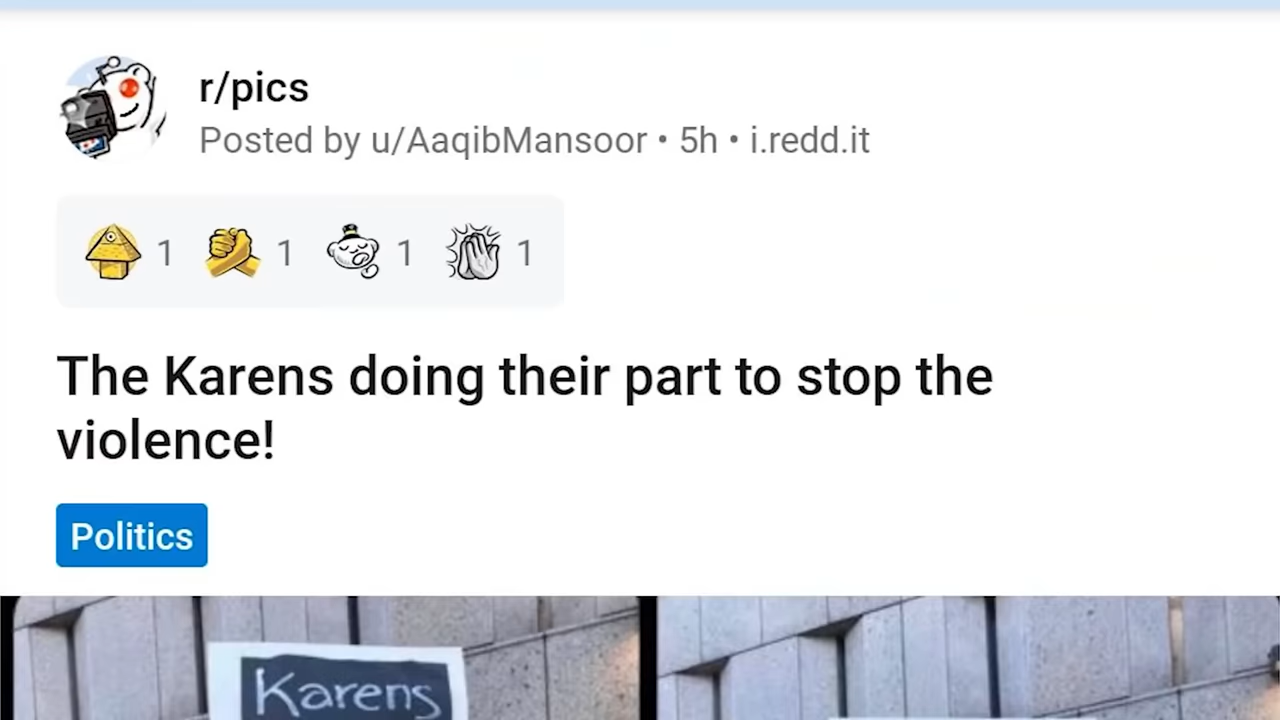 r/pics
Posted by u/AaqibMansoor • 5h • i.redd.it
1 1 1 1
The Karens doing their part to stop the
violence!
Politics
Karens